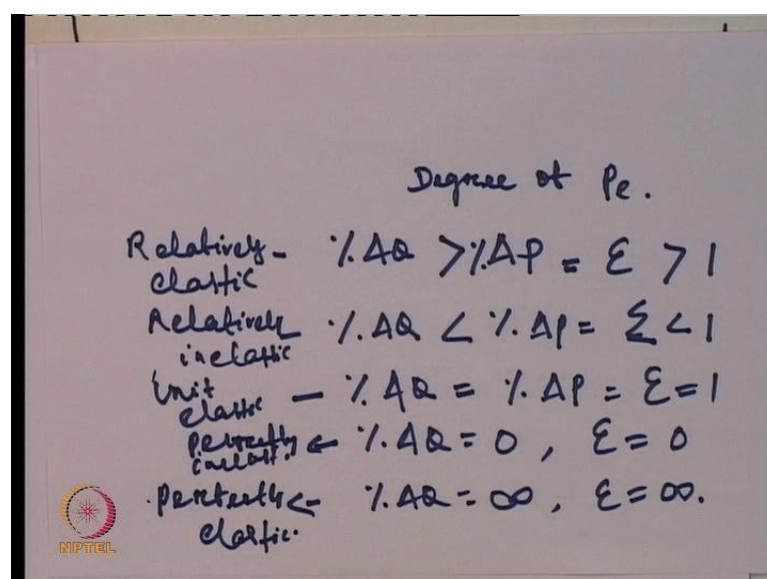 Degree of Pe.
Relatively elastic - %ΔQ > %ΔP = Ɛ > 1
Relatively inelastic - %ΔQ < %ΔP = Ɛ < 1
Unit elastic - %ΔQ = %ΔP = Ɛ = 1
perfectly inelast. ← %ΔQ = 0, Ɛ = 0
perfectly elastic. ← %ΔQ = ∞, Ɛ = ∞.
NPTEL